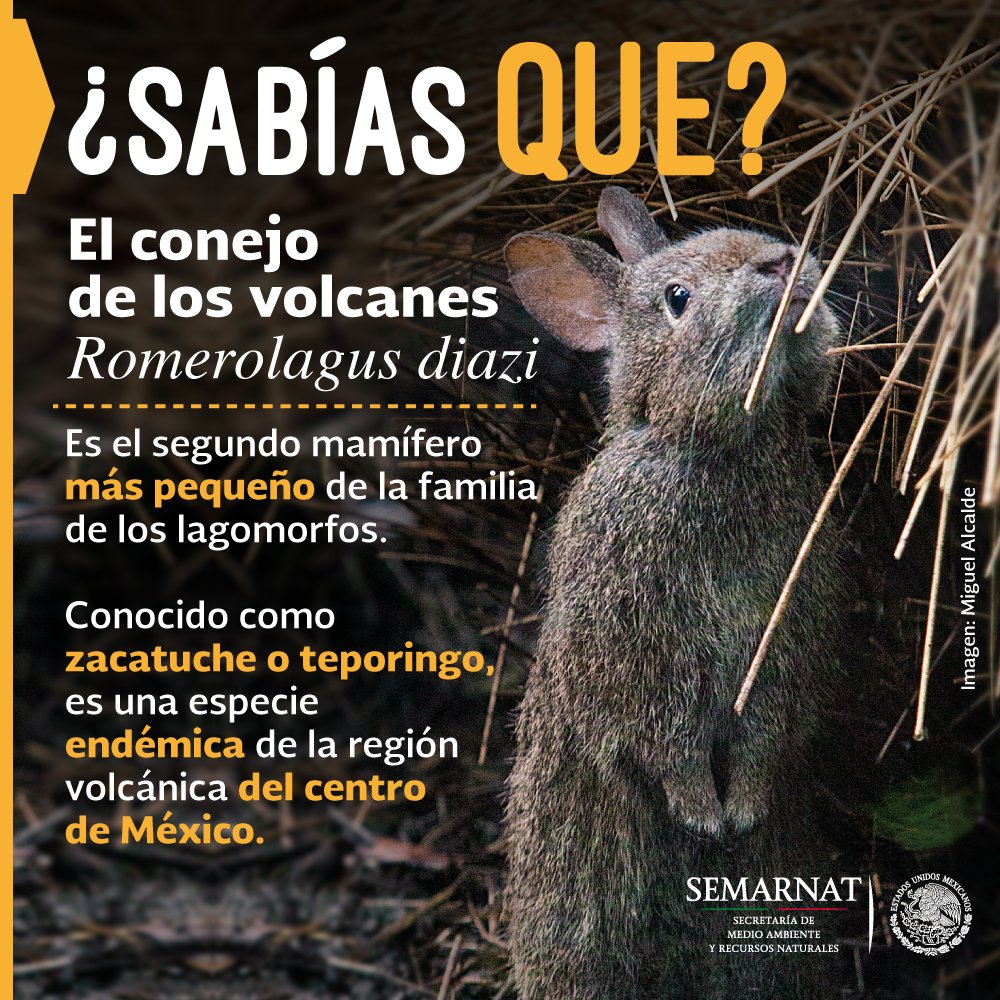 ¿SABÍAS QUE?
El conejo
de los volcanes
Romerolagus diazi
Es el segundo mamífero
más pequeño de la familia
de los lagomorfos.
Conocido como
zacatuche o teporingo,
es una especie
endémica de la región
volcánica del centro
de México.
Imagen: Miguel Alcalde
SEMARNAT
SECRETARÍA DE
MEDIO AMBIENTE
Y RECURSOS NATURALES
ESTADOS UNIDOS MEXICANOS